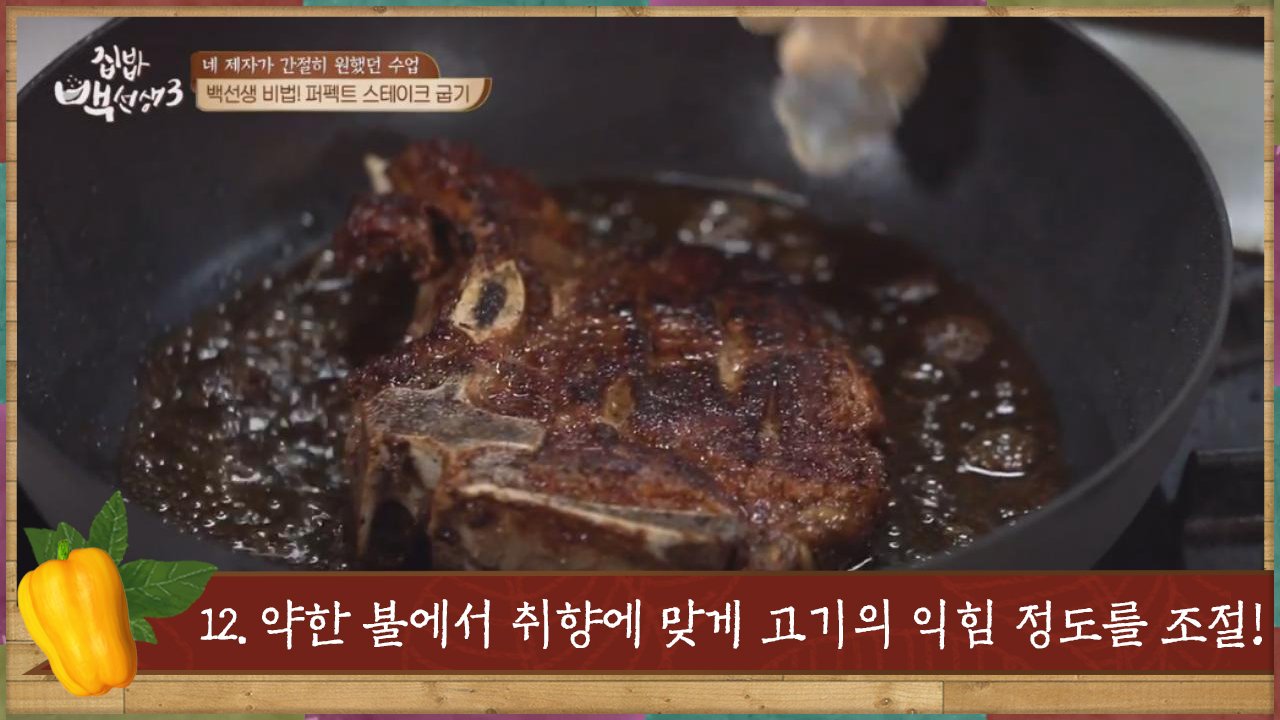 집밥
백선생3
네 제자가 간절히 원했던 수업
백선생 비법! 퍼펙트 스테이크 굽기
12. 약한 불에서 취향에 맞게 고기의 익힘 정도를 조절!